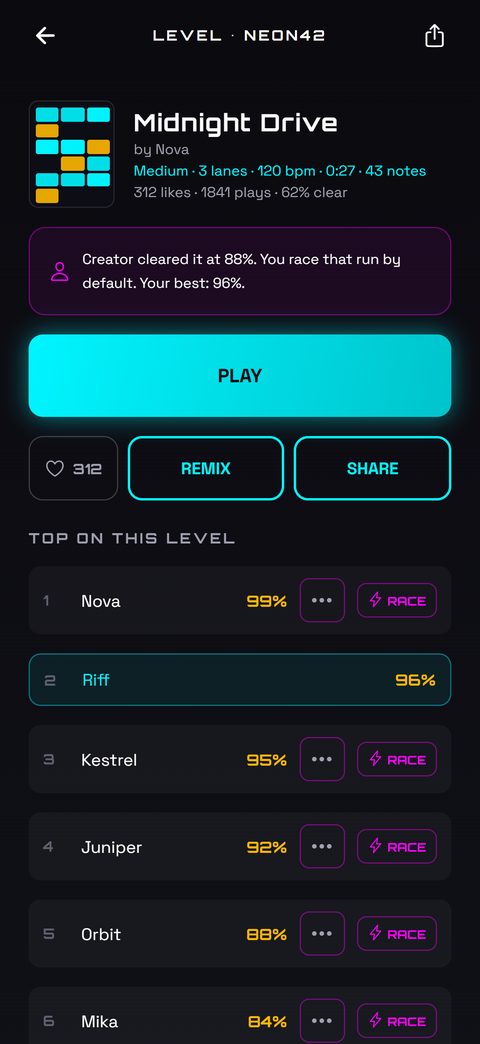 LEVEL · NEON42
Midnight Drive
by Nova
Medium · 3 lanes · 120 bpm · 0:27 · 43 notes
312 likes · 1841 plays · 62% clear
Creator cleared it at 88%. You race that run by
default. Your best: 96%.
PLAY
312
REMIX
SHARE
TOP ON THIS LEVEL
1 Nova 99% ••• RACE
2 Riff 96%
3 Kestrel 95% ••• RACE
4 Juniper 92% ••• RACE
5 Orbit 88% ••• RACE
6 Mika 84% ••• RACE